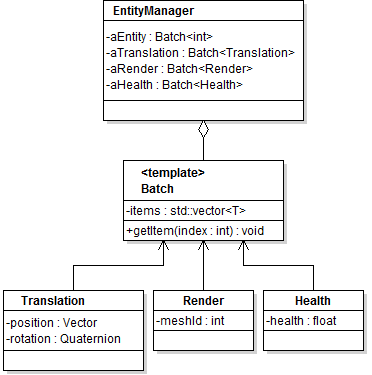 EntityManager
-aEntity : Batch<int>
-aTranslation : Batch<Translation>
-aRender : Batch<Render>
-aHealth : Batch<Health>
<template>
Batch
-items : std::vector<T>
+getItem(index : int) : void
Translation
-position : Vector
-rotation : Quaternion
Render
-meshId : int
Health
-health : float